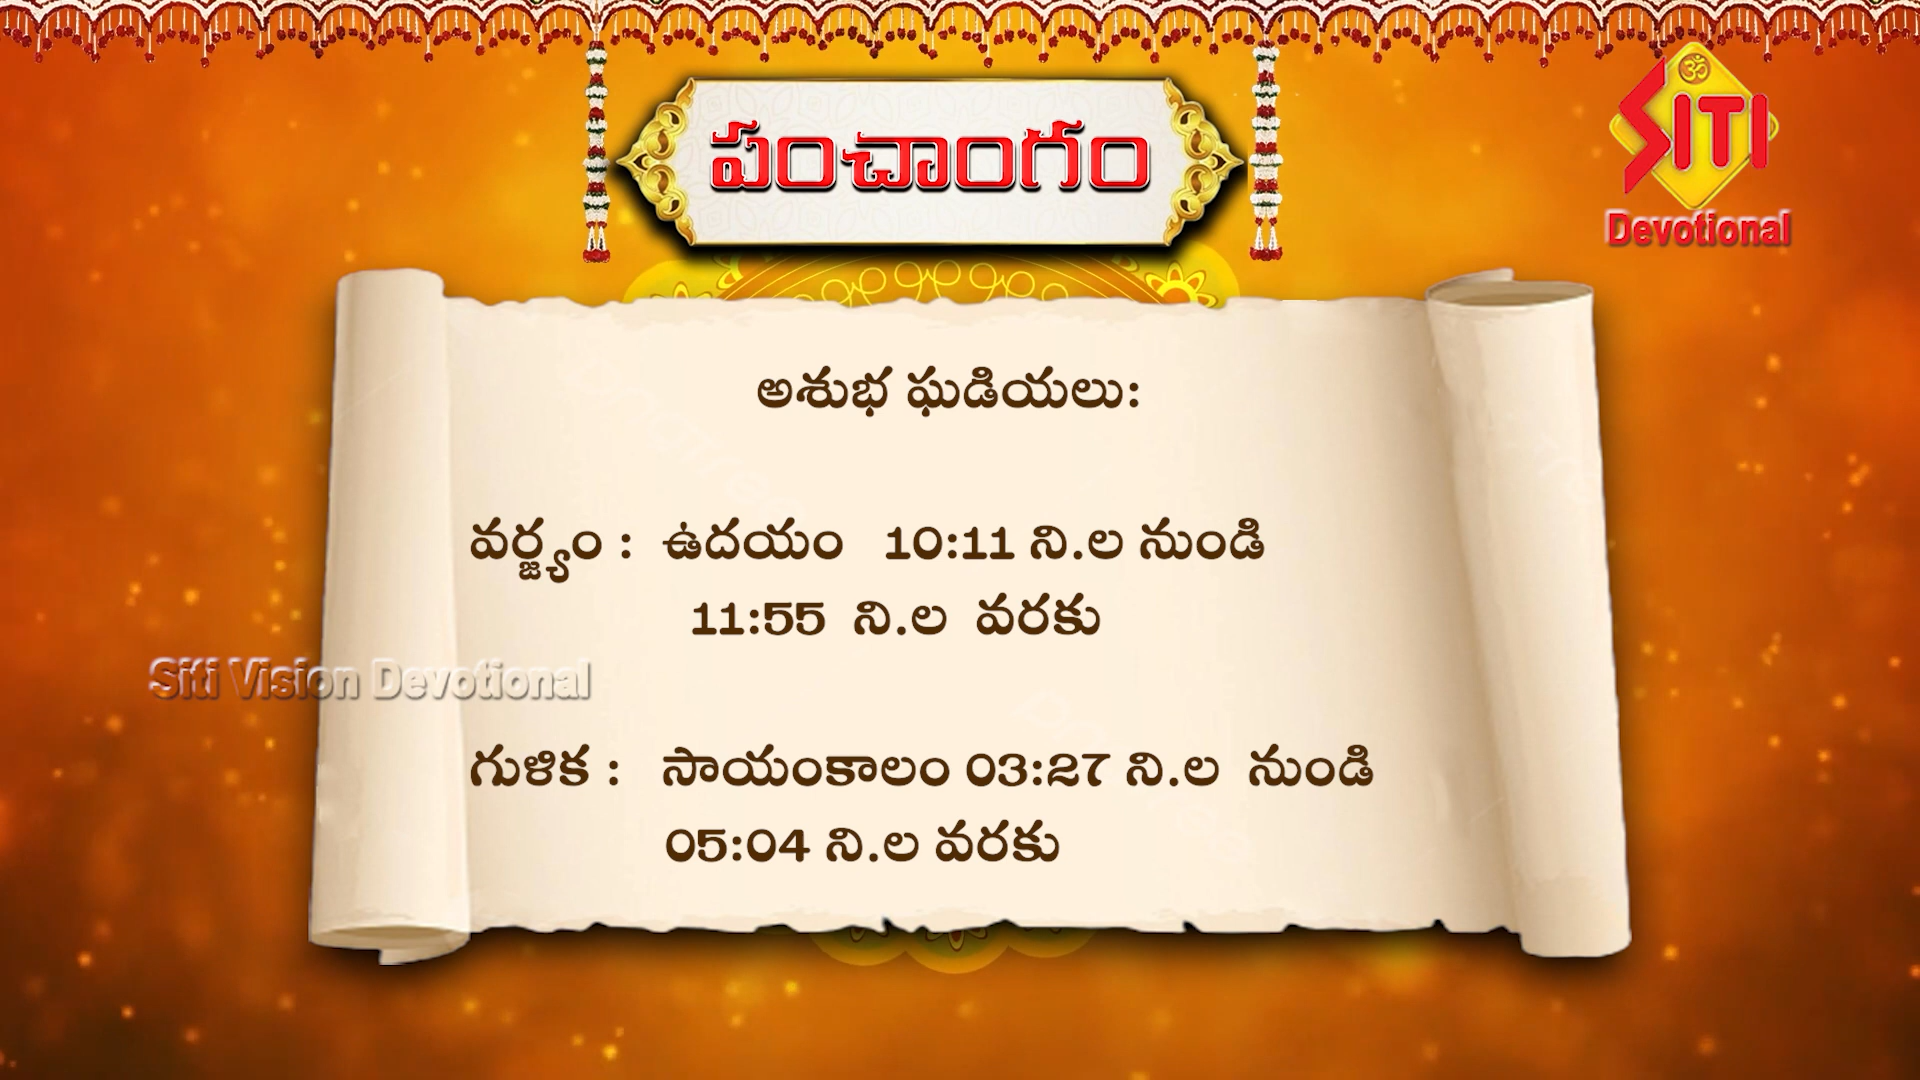 పంచాంగం
SITI
Devotional
అశుభ ఘడియలు:
వర్జ్యం : ఉదయం 10:11 ని.ల నుండి
11:55 ని.ల వరకు
Siti Vision Devotional
గుళిక : సాయంకాలం 03:27 ని.ల నుండి
05:04 ని.ల వరకు